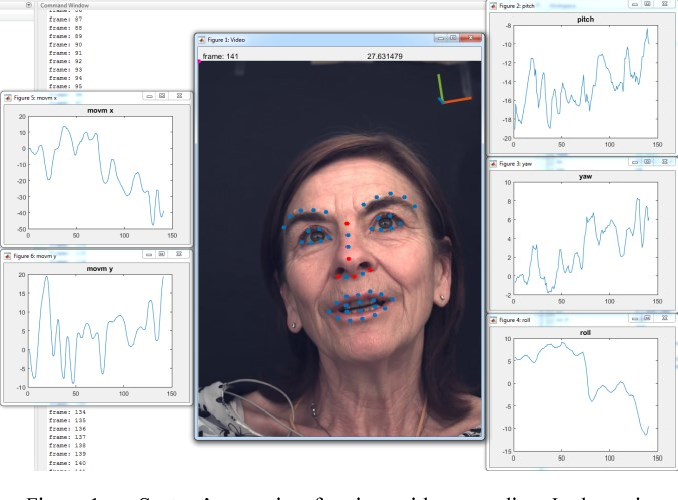 Command Window
frame: 87
frame: 88
frame: 89
frame: 90
frame: 91
frame: 92
frame: 93
frame: 94
frame: 95
Figure 5: movm x
movm x
20
10
0
-10
-20
-30
-40
-50
0 50 100 150
Figure 6: movm y
movm y
20
15
10
5
0
-5
-10
0 50 100 150
frame: 134
frame: 135
frame: 136
frame: 137
frame: 138
frame: 139
frame: 140
Figure 1: Video
frame: 141 27.631479
Figure 2: pitch
pitch
-8
-10
-12
-14
-16
-18
-20
0 50 100 150
Figure 3: yaw
yaw
10
8
6
4
2
0
-2
0 50 100 150
Figure 4: roll
roll
10
5
0
-5
-10
-15
0 50 100 150